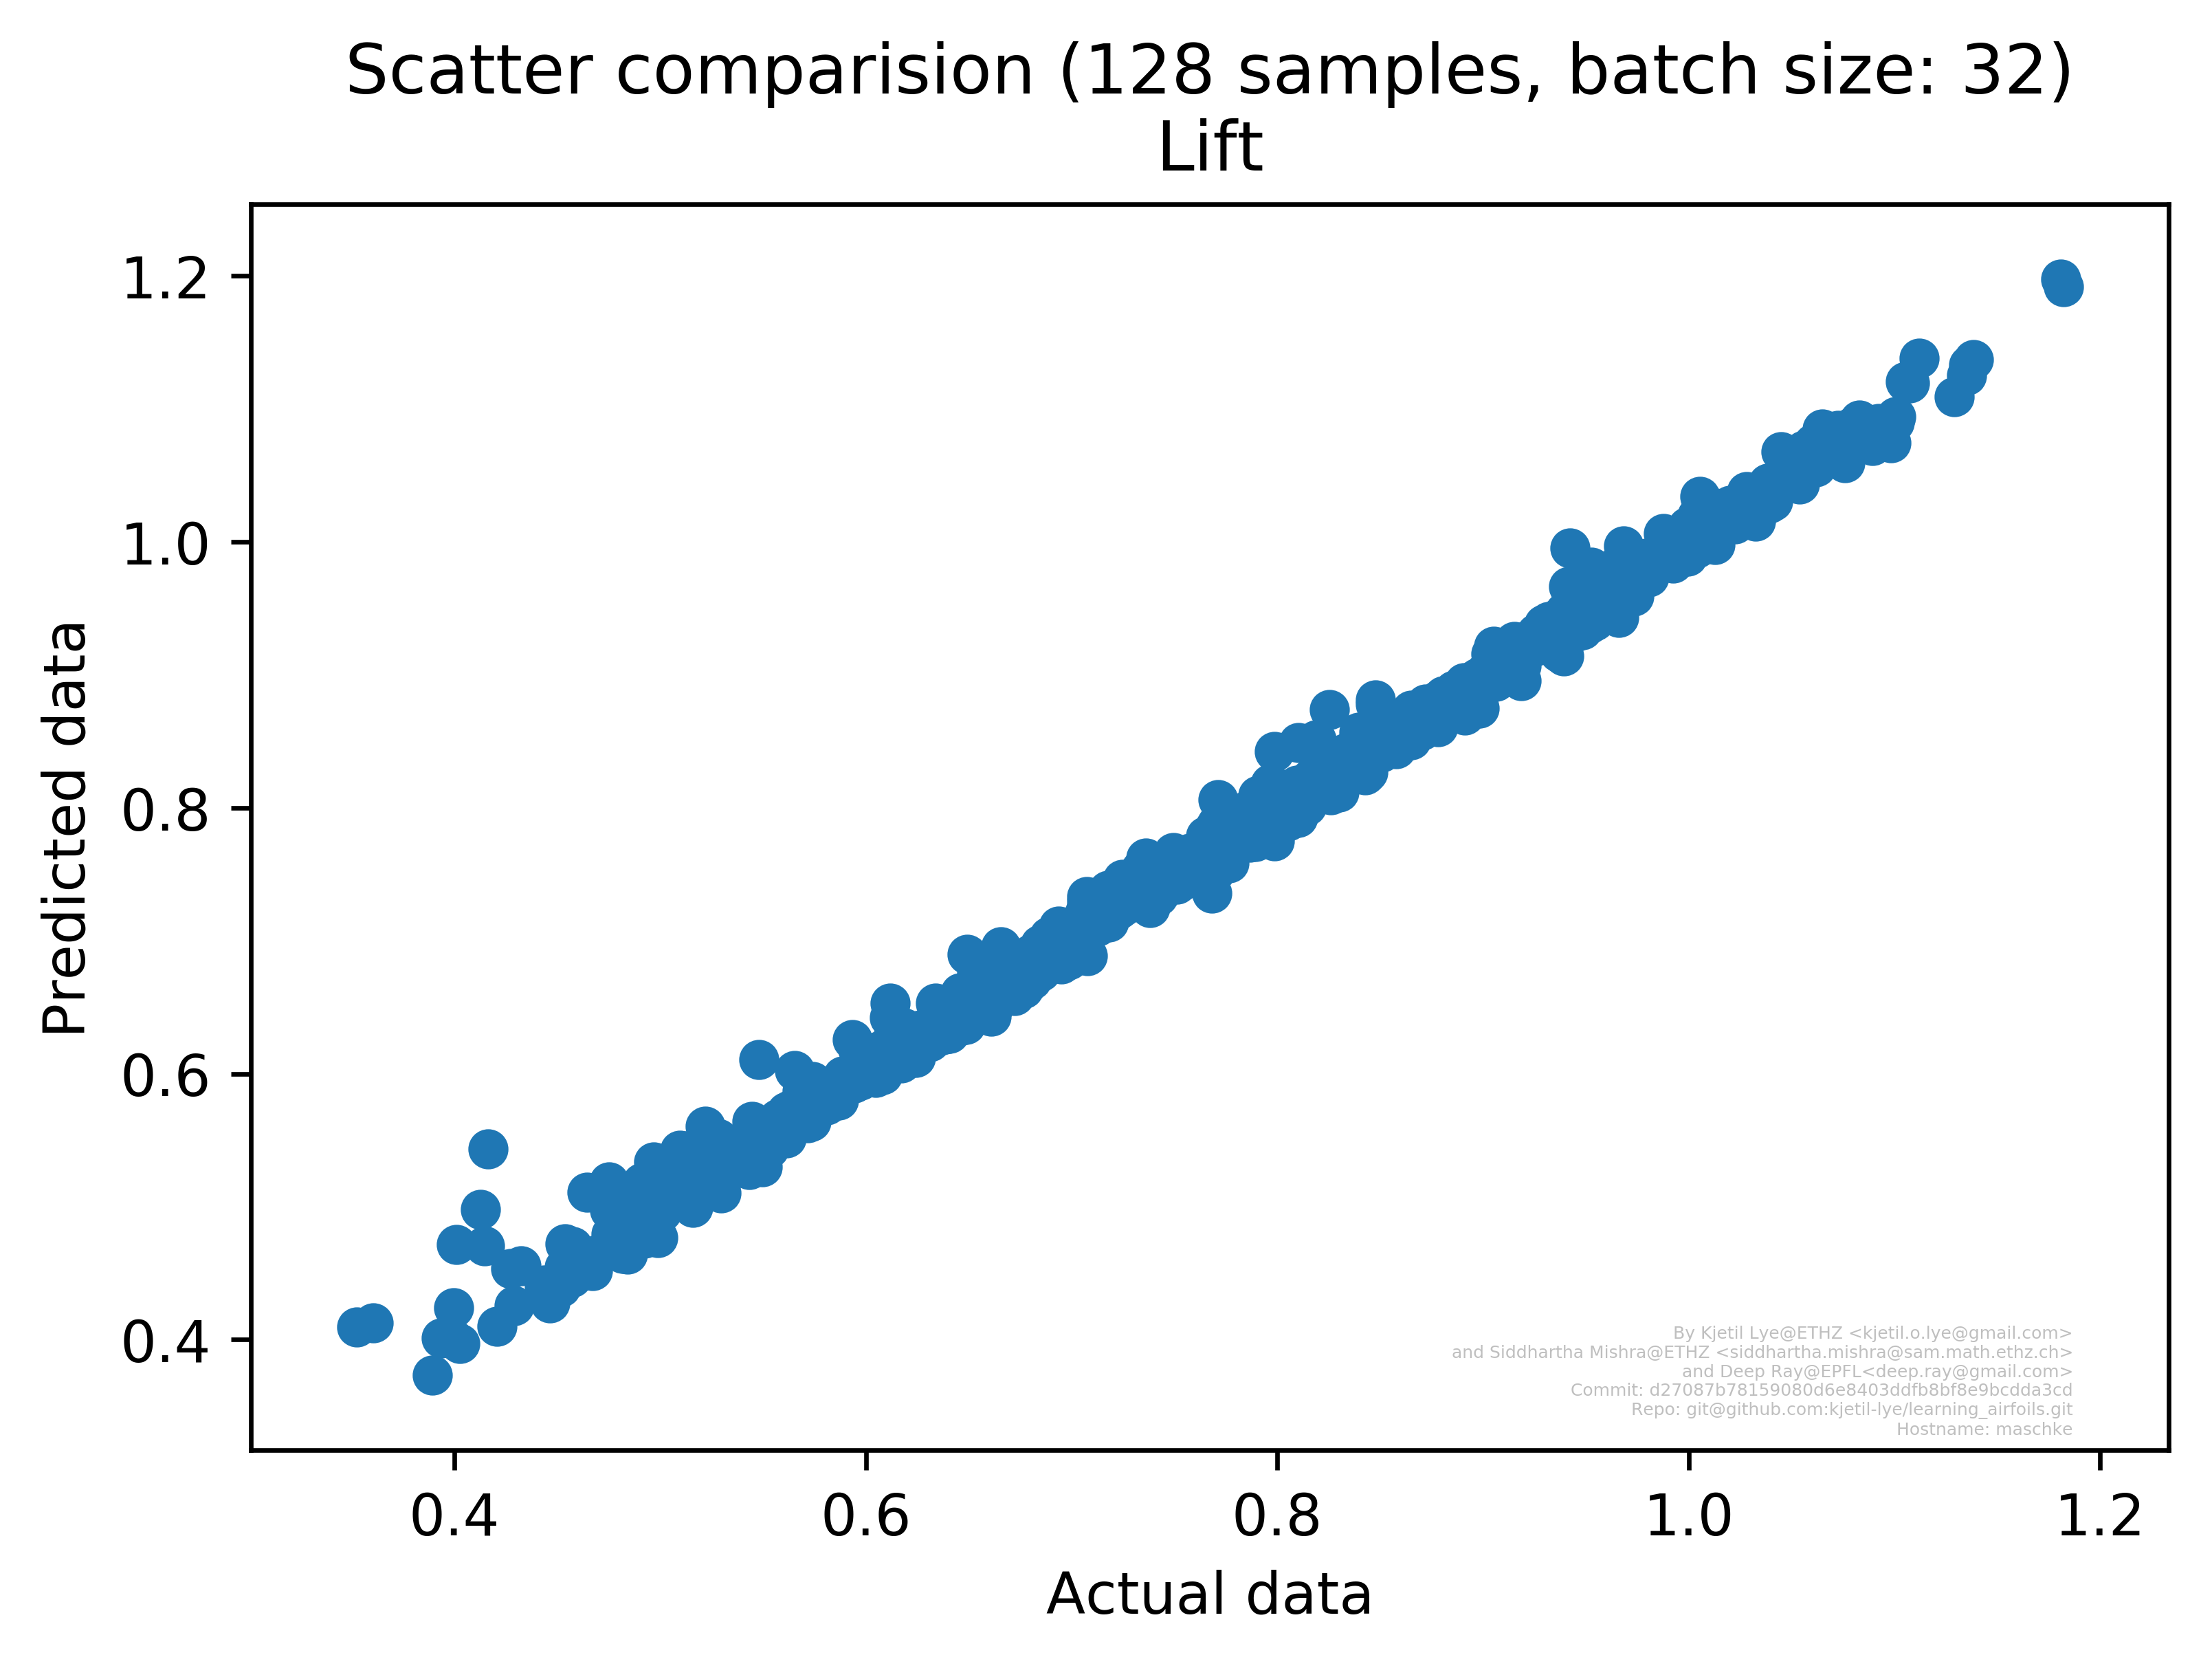 Scatter comparision (128 samples, batch size: 32)
Lift
1.2
1.0
0.8
0.6
0.4
Predicted data
By Kjetil Lye@ETHZ <kjetil.o.lye@gmail.com>
and Siddhartha Mishra@ETHZ <siddhartha.mishra@sam.math.ethz.ch>
and Deep Ray@EPFL<deep.ray@gmail.com>
Commit: d27087b78159080d6e8403ddfb8bf8e9bcdda3cd
Repo: git@github.com:kjetil-lye/learning_airfoils.git
Hostname: maschke
0.4 0.6 0.8 1.0 1.2
Actual data